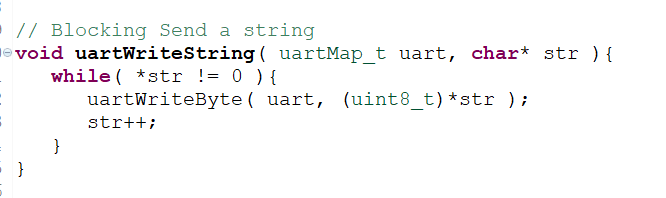 // Blocking Send a string
void uartWriteString( uartMap_t uart, char* str ){
   while( *str != 0 ){
      uartWriteByte( uart, (uint8_t)*str );
      str++;
   }
}